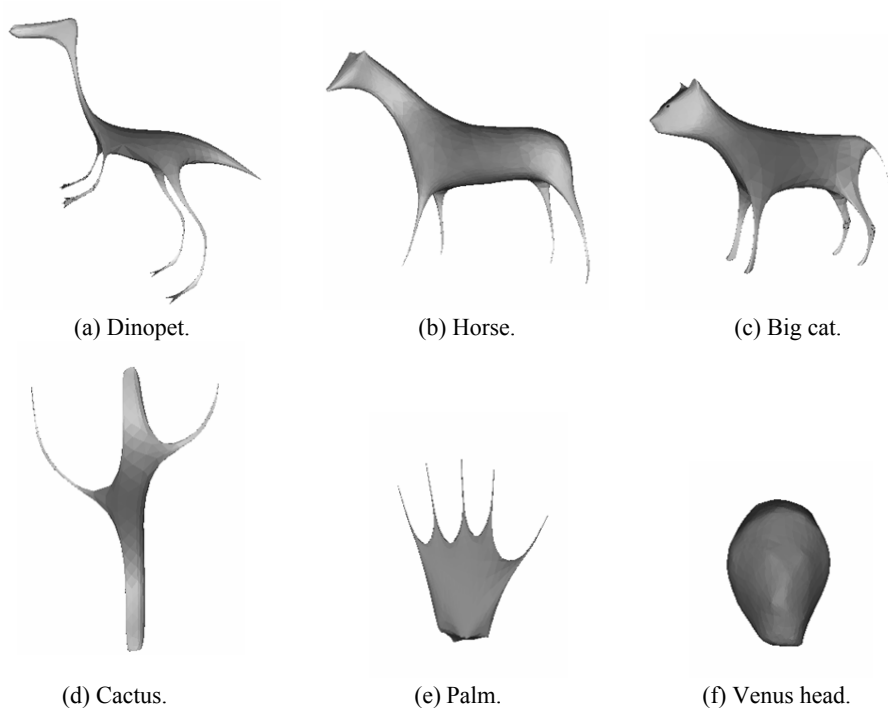 (a) Dinopet.
(b) Horse.
(c) Big cat.
(d) Cactus.
(e) Palm.
(f) Venus head.